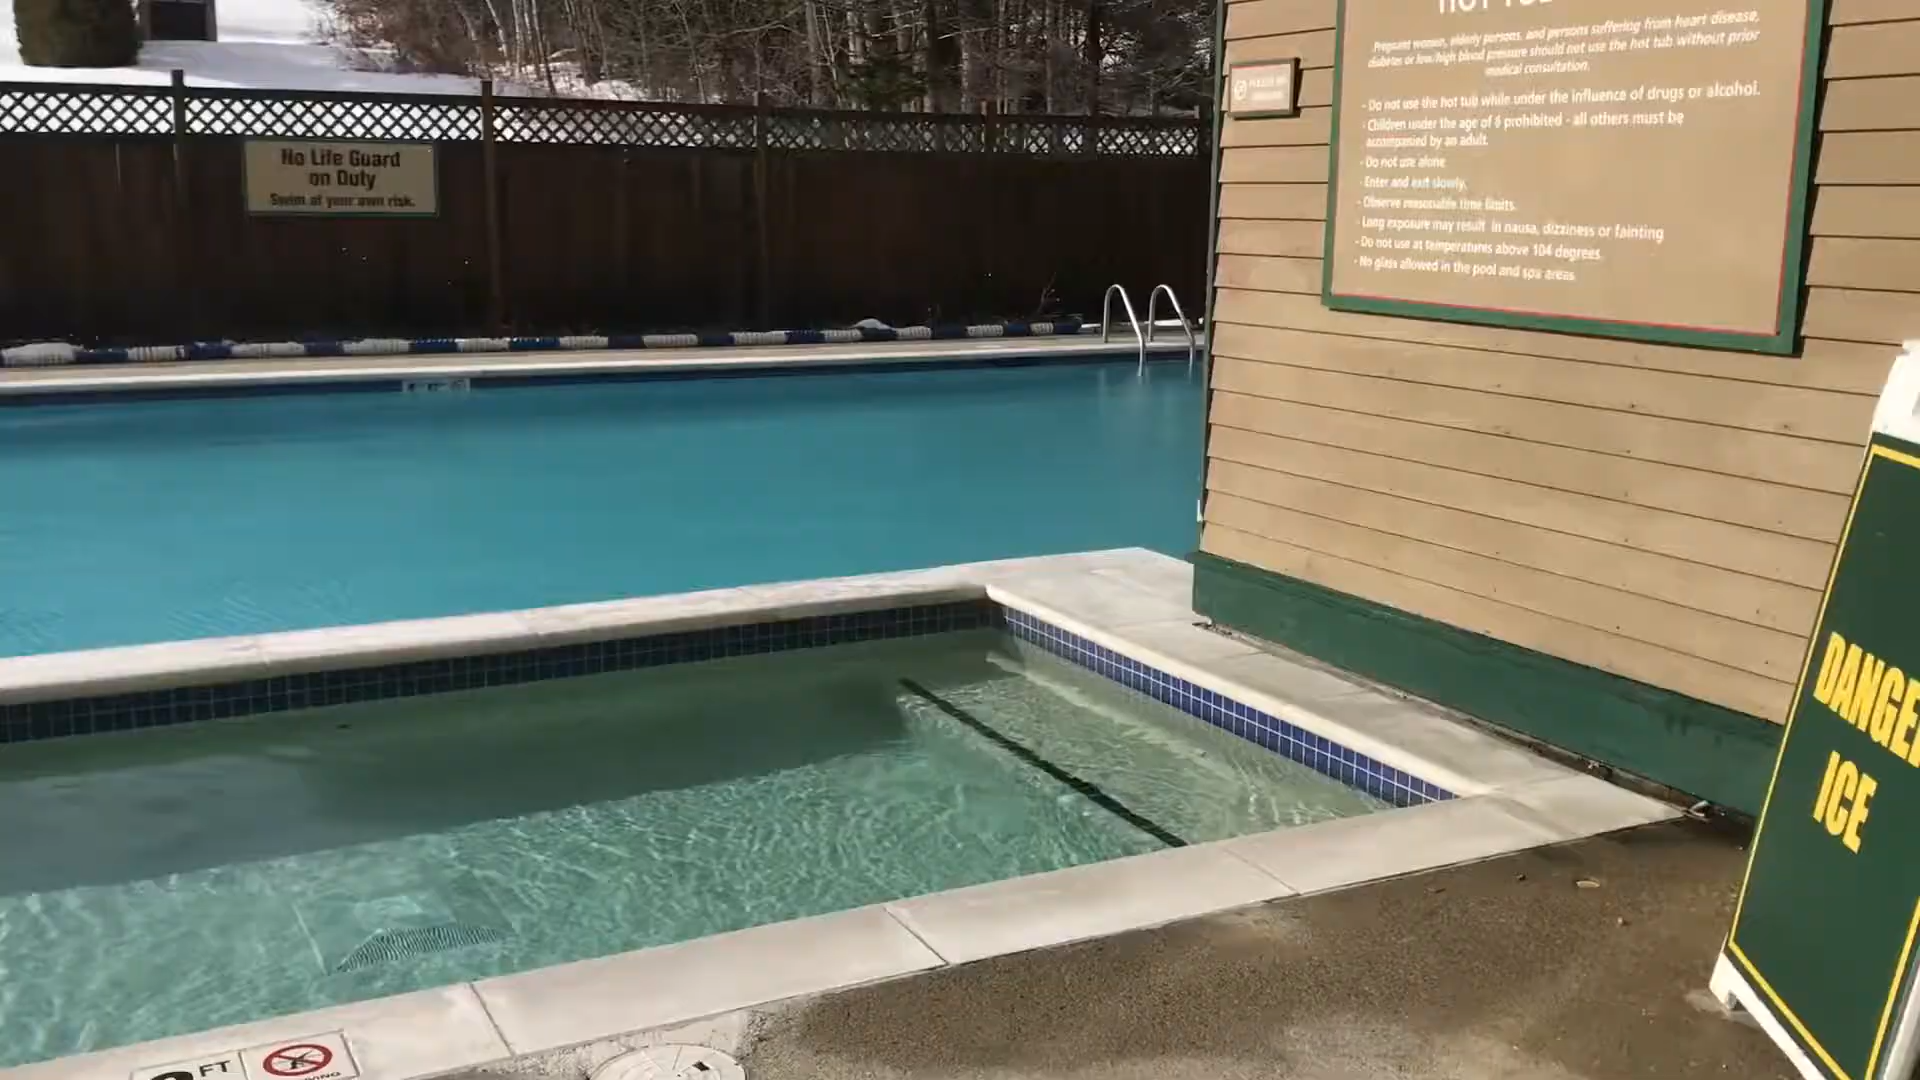 No Life Guard
on Duty
Swim at your own risk.
HOT TUB
Pregnant women, elderly persons, and persons suffering from heart disease,
diabetes or low/high blood pressure should not use the hot tub without prior
medical consultation.
- Do not use the hot tub while under the influence of drugs or alcohol.
- Children under the age of 6 prohibited - all others must be
accompanied by an adult.
- Do not use alone
- Enter and exit slowly.
- Observe reasonable time limits.
- Long exposure may result in nausa, dizziness or fainting
- Do not use at temperatures above 104 degrees
- No glass allowed in the pool and spa areas
DANGER
ICE
FT